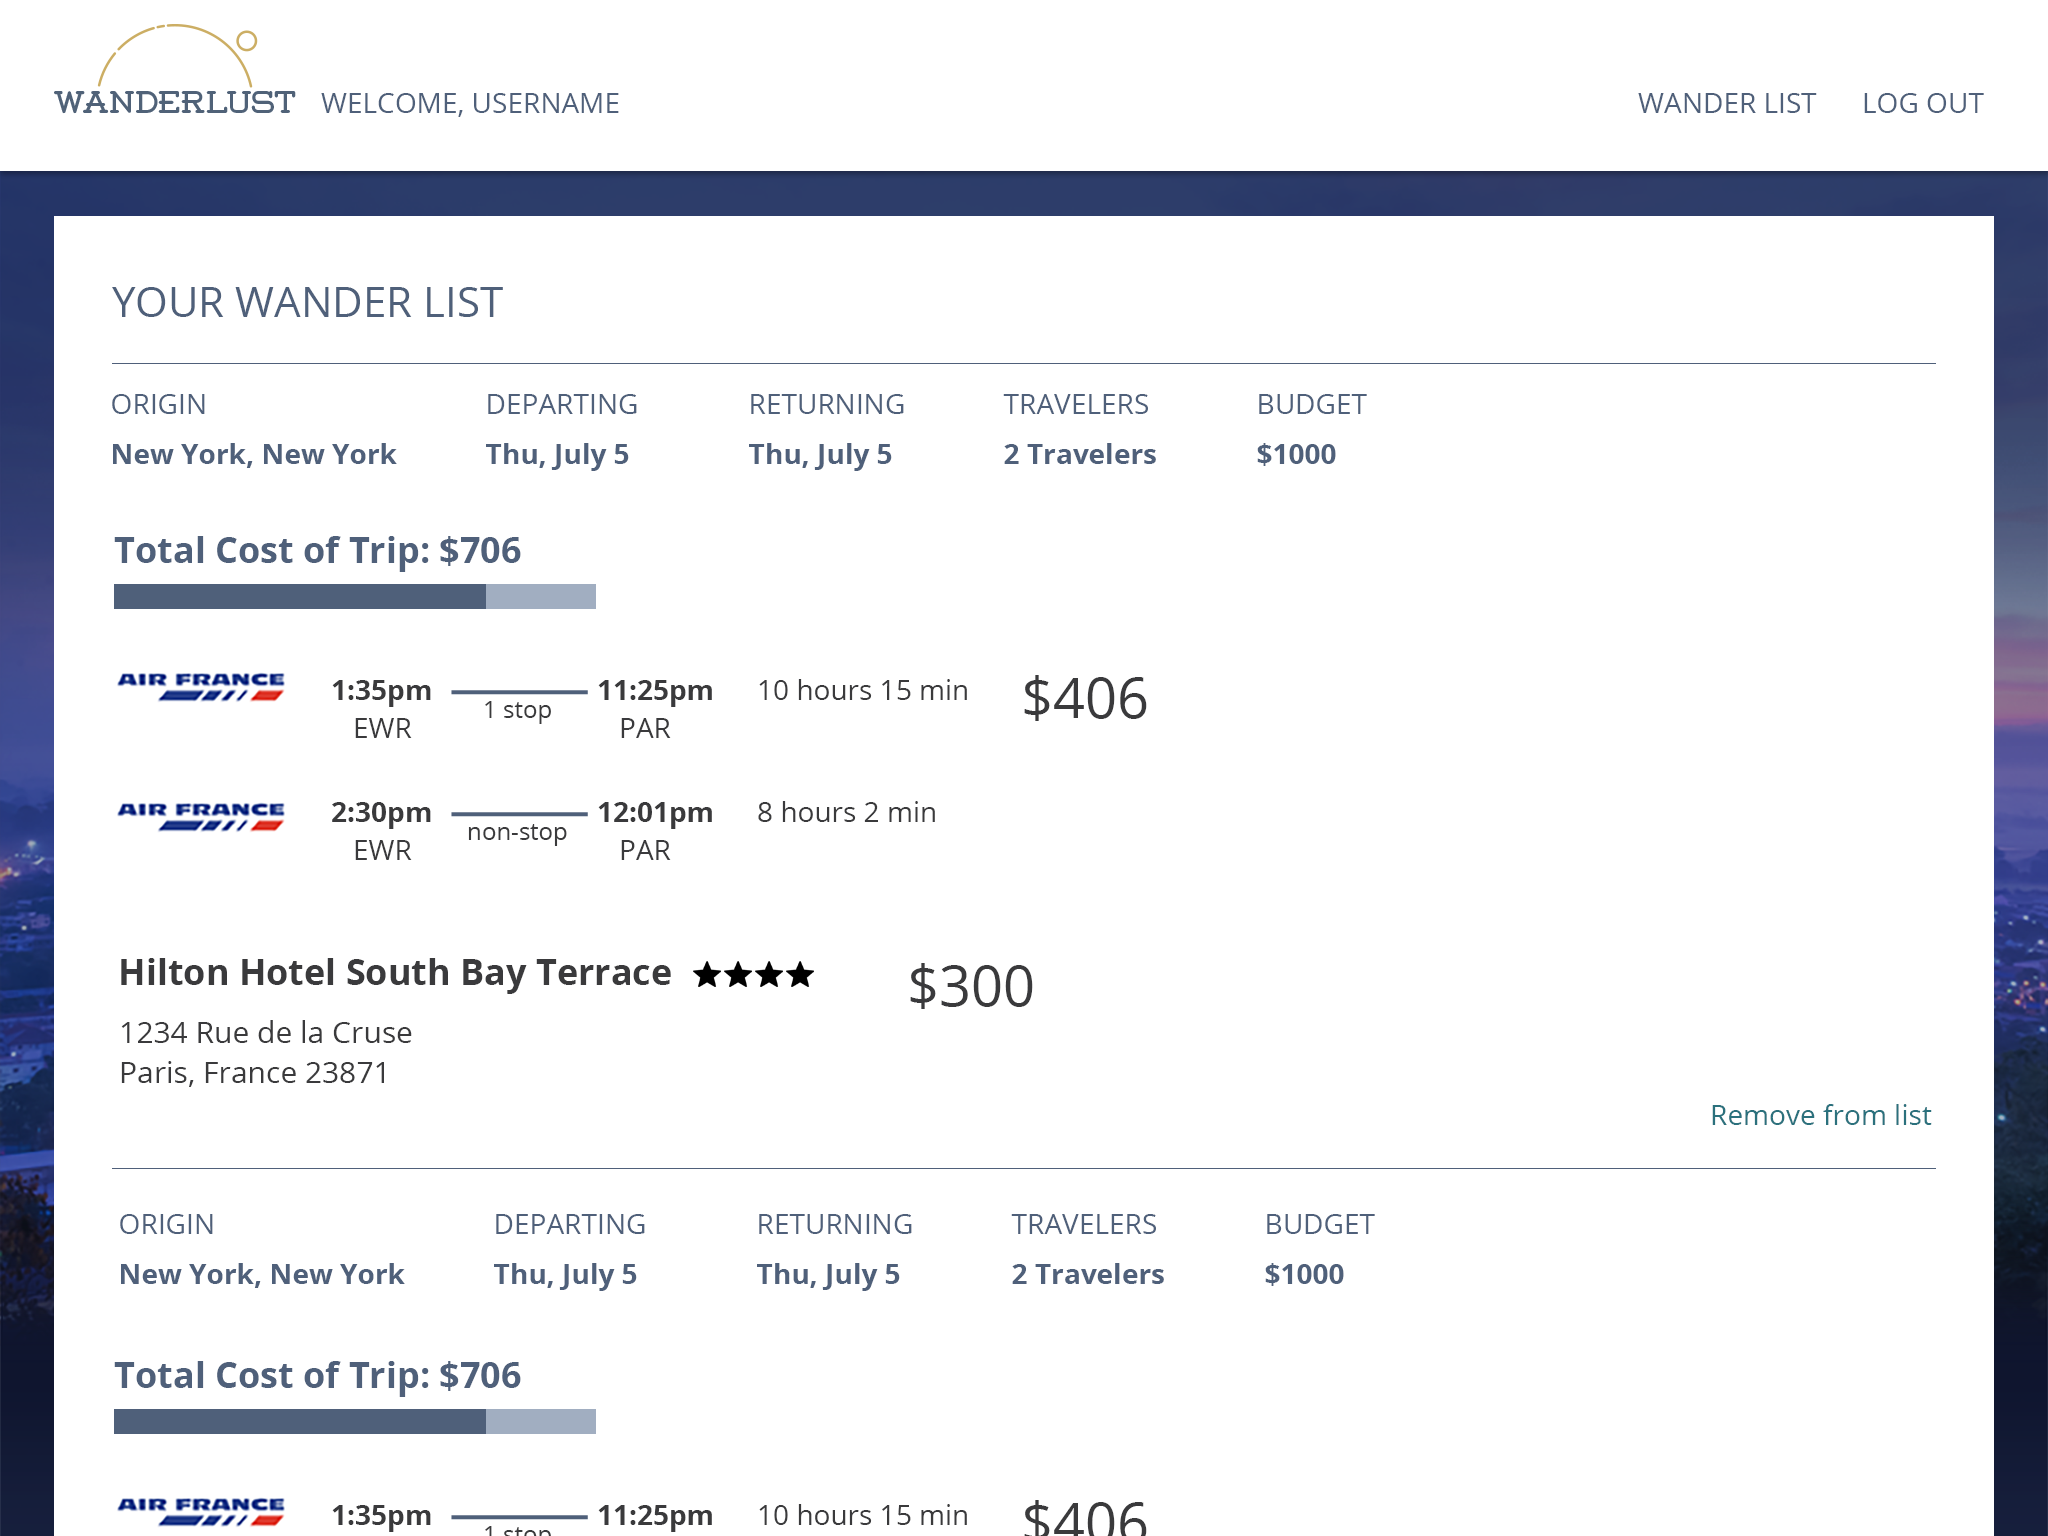 WANDERLUST WELCOME, USERNAME WANDER LIST LOG OUT
YOUR WANDER LIST
ORIGIN DEPARTING RETURNING TRAVELERS BUDGET
New York, New York Thu, July 5 Thu, July 5 2 Travelers $1000
Total Cost of Trip: $706
AIR FRANCE 1:35pm 11:25pm 10 hours 15 min $406
1 stop
EWR PAR
AIR FRANCE 2:30pm 12:01pm 8 hours 2 min
non-stop
EWR PAR
Hilton Hotel South Bay Terrace $300
1234 Rue de la Cruse
Paris, France 23871
Remove from list
ORIGIN DEPARTING RETURNING TRAVELERS BUDGET
New York, New York Thu, July 5 Thu, July 5 2 Travelers $1000
Total Cost of Trip: $706
AIR FRANCE 1:35pm 11:25pm 10 hours 15 min $406
1 stop